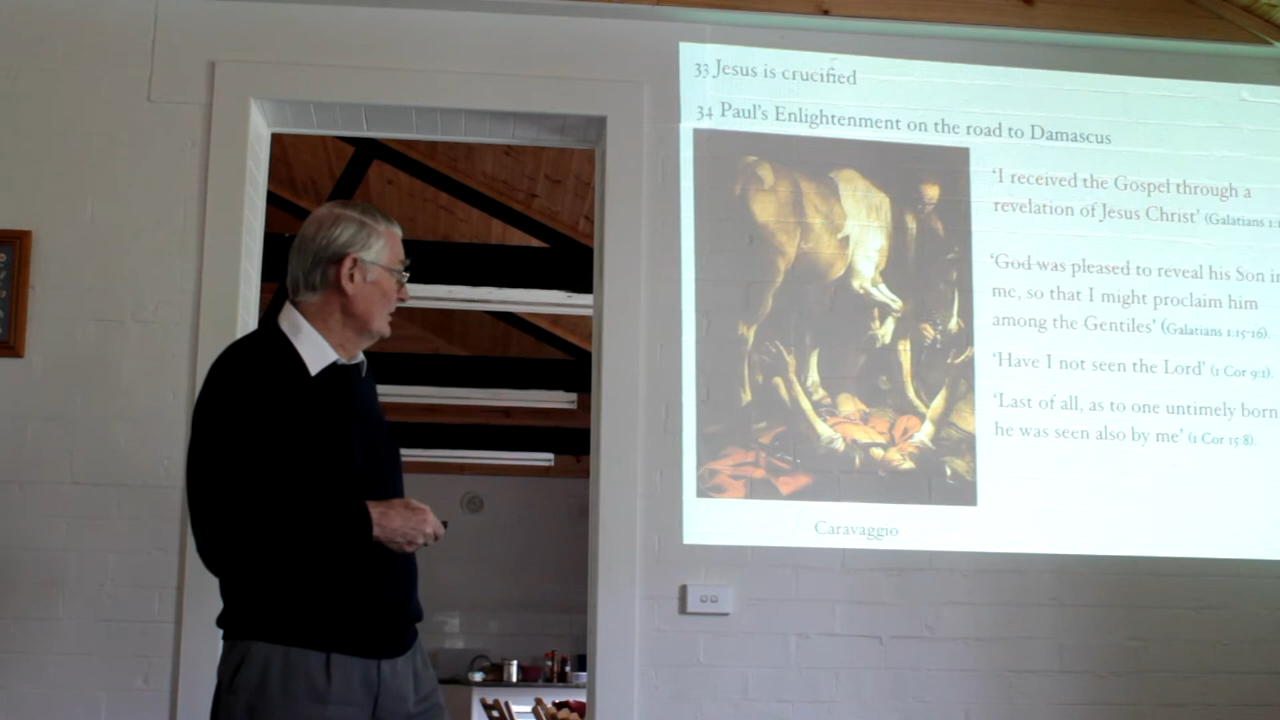 33 Jesus is crucified
34 Paul's Enlightenment on the road to Damascus
'I received the Gospel through a
revelation of Jesus Christ' (Galatians
'God was pleased to reveal his Son in
me, so that I might proclaim him
among the Gentiles' (Galatians 1:15-16).
'Have I not seen the Lord' (1 Cor 9:1).
'Last of all, as to one untimely born
he was seen also by me' (1 Cor 15:8).
Caravaggio